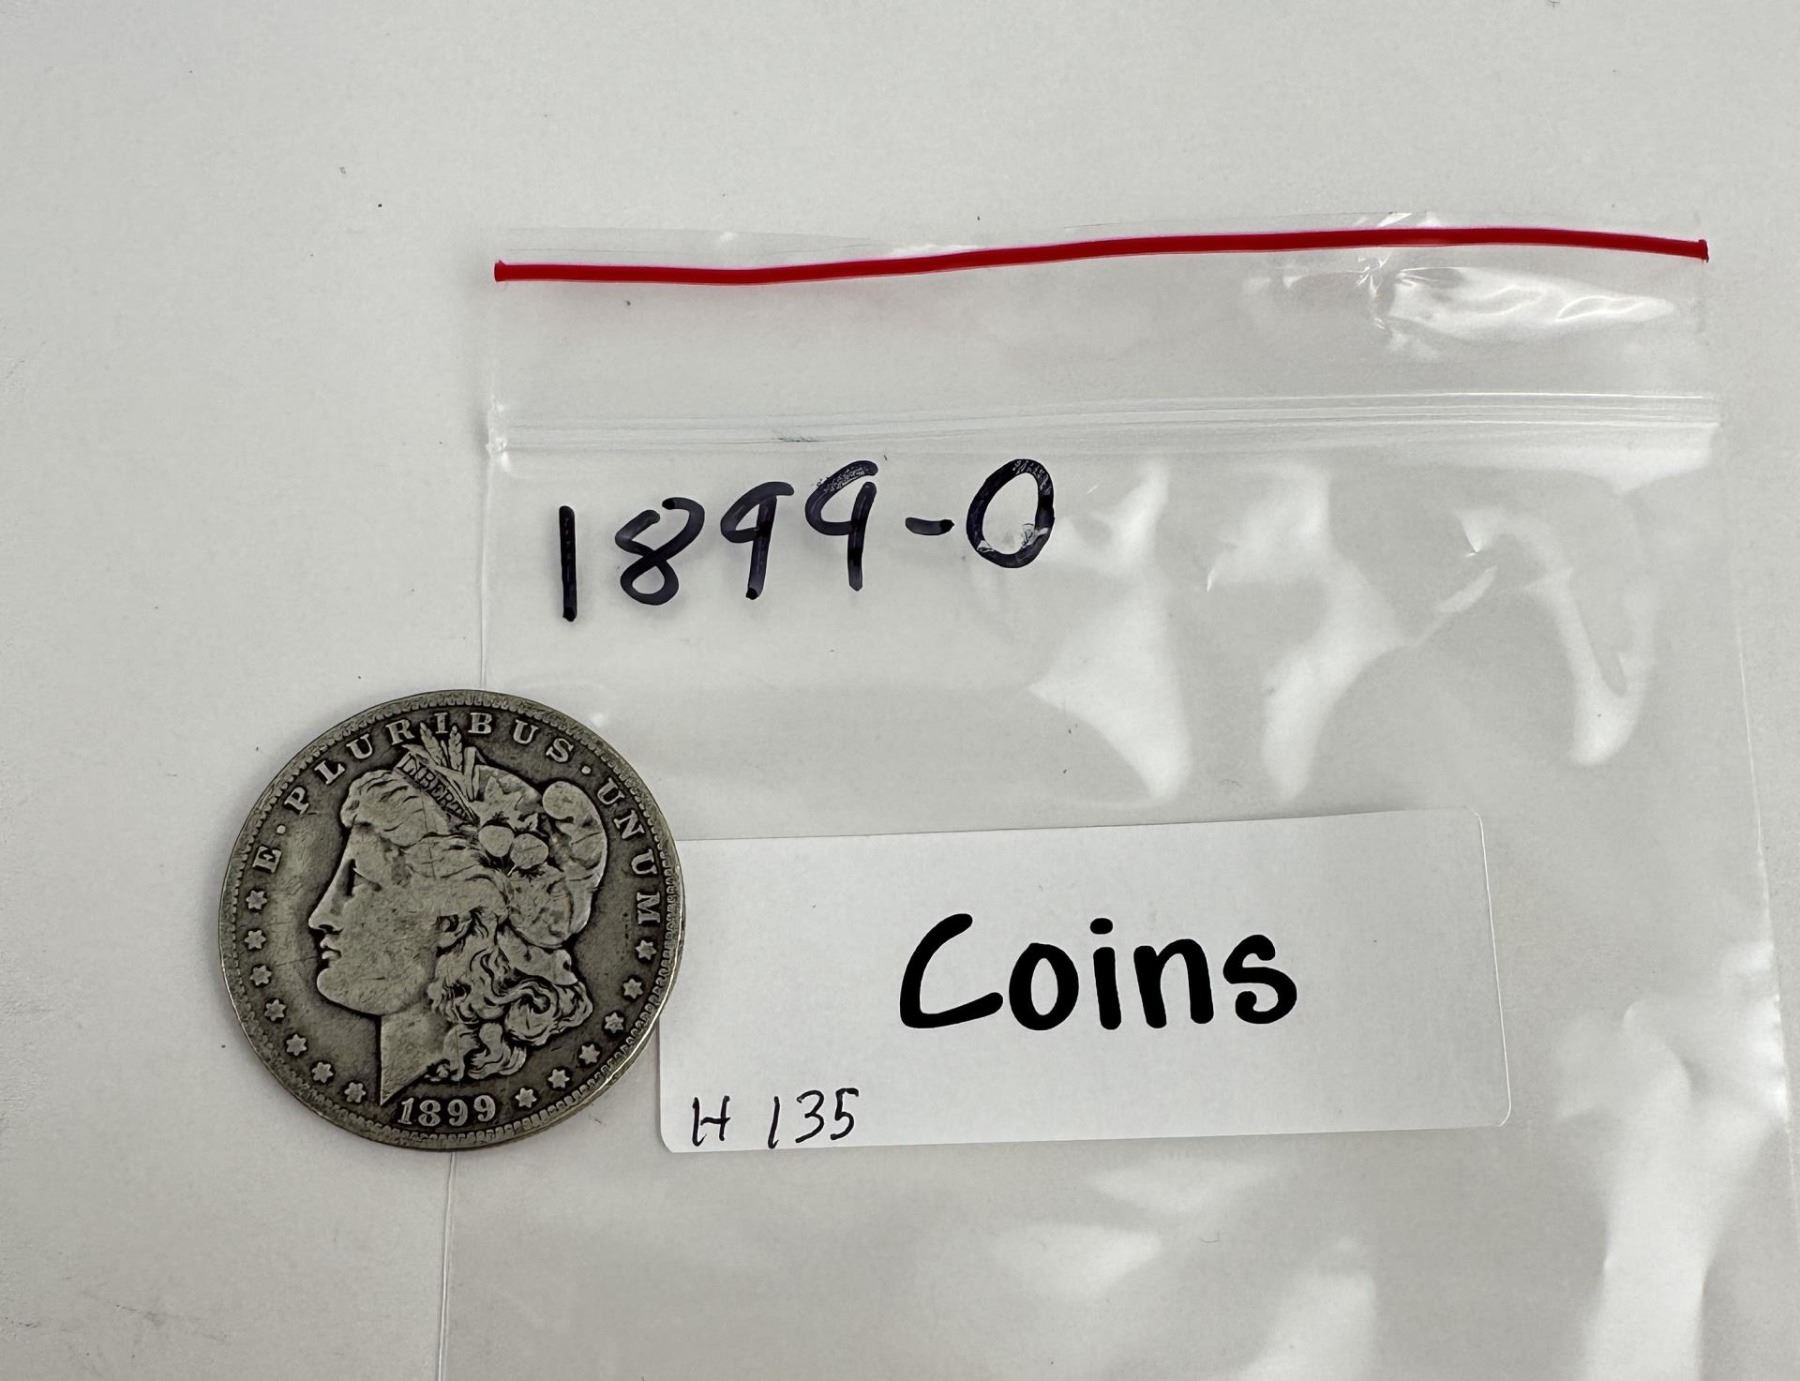 1899-O
E · PLURIBUS · UNUM
LIBERTY
1899
Coins
H 135